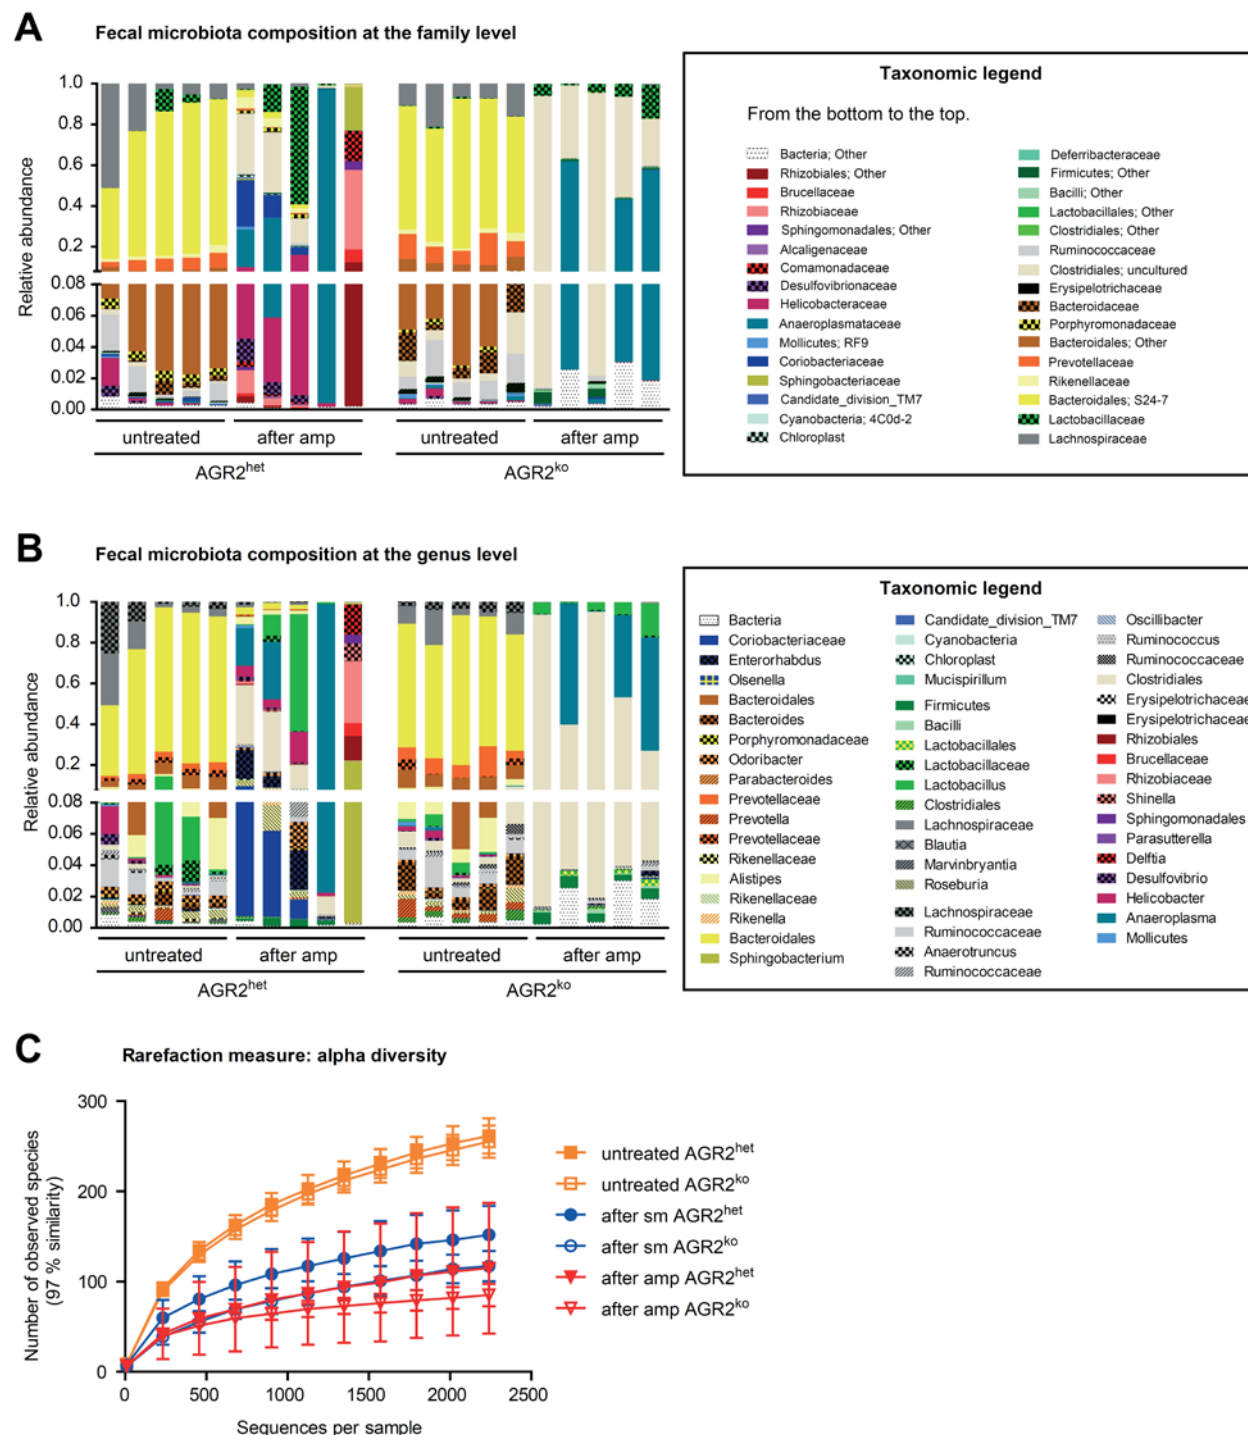 A
Fecal microbiota composition at the family level
Relative abundance
1.0
0.8
0.6
0.4
0.2
0.08
0.06
0.04
0.02
0.00
untreated after amp untreated after amp
AGR2het AGR2ko
Taxonomic legend
From the bottom to the top.
Bacteria; Other
Rhizobiales; Other
Brucellaceae
Rhizobiaceae
Sphingomonadales; Other
Alcaligenaceae
Comamonadaceae
Desulfovibrionaceae
Helicobacteraceae
Anaeroplasmataceae
Mollicutes; RF9
Coriobacteriaceae
Sphingobacteriaceae
Candidate_division_TM7
Cyanobacteria; 4C0d-2
Chloroplast
Deferribacteraceae
Firmicutes; Other
Bacilli; Other
Lactobacillales; Other
Clostridiales; Other
Ruminococcaceae
Clostridiales; uncultured
Erysipelotrichaceae
Bacteroidaceae
Porphyromonadaceae
Bacteroidales; Other
Prevotellaceae
Rikenellaceae
Bacteroidales; S24-7
Lactobacillaceae
Lachnospiraceae
B
Fecal microbiota composition at the genus level
Relative abundance
1.0
0.8
0.6
0.4
0.2
0.08
0.06
0.04
0.02
0.00
untreated after amp untreated after amp
AGR2het AGR2ko
Taxonomic legend
Bacteria
Coriobacteriaceae
Enterorhabdus
Olsenella
Bacteroidales
Bacteroides
Porphyromonadaceae
Odoribacter
Parabacteroides
Prevotellaceae
Prevotella
Prevotellaceae
Rikenellaceae
Alistipes
Rikenellaceae
Rikenella
Bacteroidales
Sphingobacterium
Candidate_division_TM7
Cyanobacteria
Chloroplast
Mucispirillum
Firmicutes
Bacilli
Lactobacillales
Lactobacillaceae
Lactobacillus
Clostridiales
Lachnospiraceae
Blautia
Marvinbryantia
Roseburia
Lachnospiraceae
Ruminococcaceae
Anaerotruncus
Ruminococcaceae
Oscillibacter
Ruminococcus
Ruminococcaceae
Clostridiales
Erysipelotrichaceae
Erysipelotrichaceae
Rhizobiales
Brucellaceae
Rhizobiaceae
Shinella
Sphingomonadales
Parasutterella
Delftia
Desulfovibrio
Helicobacter
Anaeroplasma
Mollicutes
C
Rarefaction measure: alpha diversity
Number of observed species
(97 % similarity)
300
200
100
0
0 500 1000 1500 2000 2500
Sequences per sample
untreated AGR2het
untreated AGR2ko
after sm AGR2het
after sm AGR2ko
after amp AGR2het
after amp AGR2ko